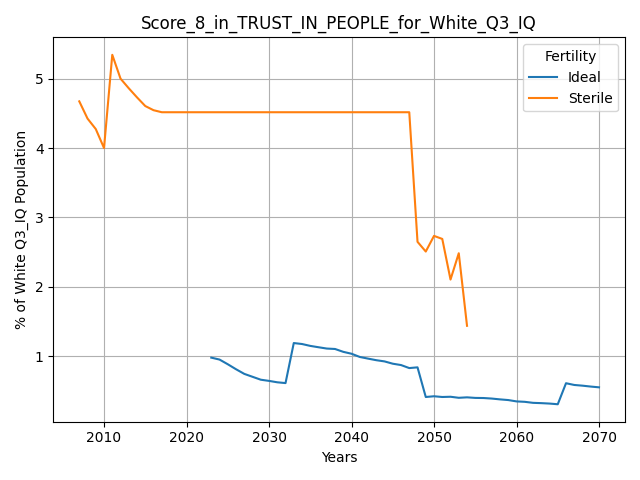 Score_8_in_TRUST_IN_PEOPLE_for_White_Q3_IQ
Fertility
Ideal
Sterile
% of White Q3_IQ Population
5
4
3
2
1
2010 2020 2030 2040 2050 2060 2070
Years